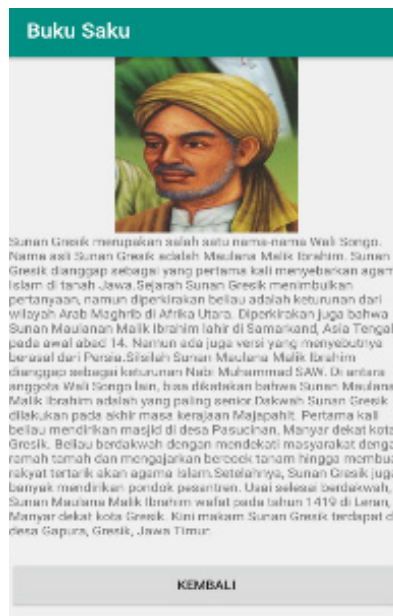 Buku Saku
Sunan Gresik merupakan salah satu nama-nama Wali Songo.
Nama asli Sunan Gresik adalah Maulana Malik Ibrahim. Sunan
Gresik dianggap sebagai yang pertama kali menyebarkan agam
Islam di tanah Jawa.Sejarah Sunan Gresik menimbulkan
pertanyaan, namun diperkirakan beliau adalah keturunan dari
wilayah Arab Maghrib di Afrika Utara. Diperkirakan juga bahwa
Sunan Maulanan Malik Ibrahim lahir di Samarkand, Asia Tengal
pada awal abad 14. Namun ada juga versi yang menyebutnya
berasal dari Persia.Silsilah Sunan Maulana Malik Ibrahim
dianggap sebagai keturunan Nabi Muhammad SAW. Di antara
anggota Wali Songo lain, bisa dikatakan bahwa Sunan Maulana
Malik Ibrahim adalah yang paling senior.Dakwah Sunan Gresik
dilakukan pada akhir masa kerajaan Majapahit. Pertama kali
beliau mendirikan masjid di desa Pasucinan, Manyar dekat kota
Gresik. Beliau berdakwah dengan mendekati masyarakat denga
ramah tamah dan mengajarkan bercocok tanam hingga membua
rakyat tertarik akan agama Islam.Setelahnya, Sunan Gresik juga
banyak mendirikan pondok pesantren. Usai selesai berdakwah,
Sunan Maulana Malik Ibrahim wafat pada tahun 1419 di Leran,
Manyar dekat kota Gresik. Kini makam Sunan Gresik terdapat d
desa Gapura, Gresik, Jawa Timur.
KEMBALI